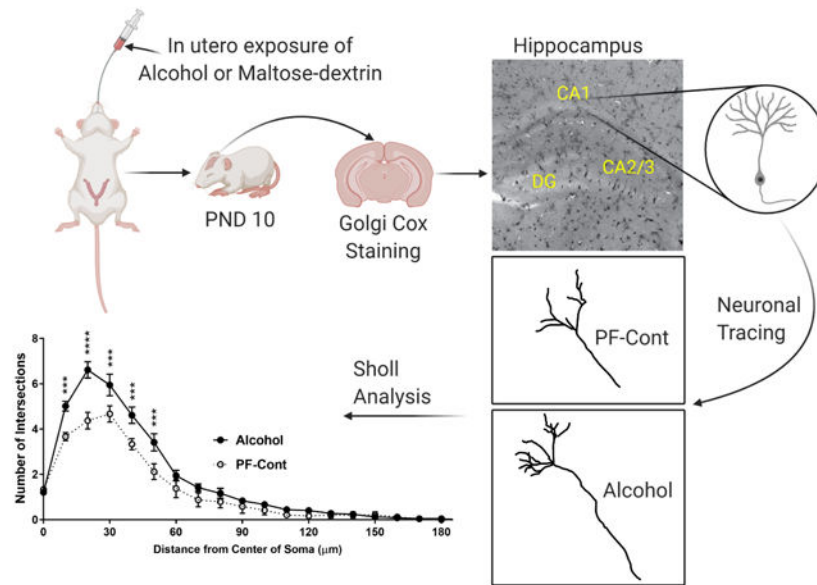 In utero exposure of
Alcohol or Maltose-dextrin
Hippocampus
CA1
CA2/3
DG
PND 10
Golgi Cox
Staining
Neuronal
Tracing
PF-Cont
Alcohol
Sholl
Analysis
8
6
4
2
0
Number of Intersections
***
****
***
***
***
Alcohol
PF-Cont
0
30
60
90
120
150
180
Distance from Center of Soma (μm)